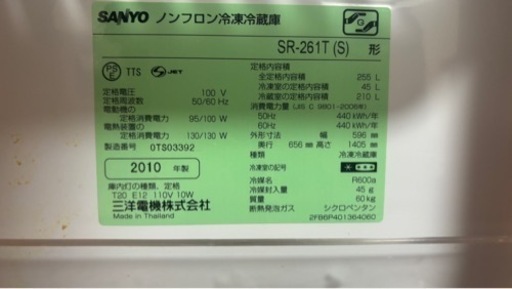 SANYO ノンフロン冷凍冷蔵庫
G
SR-261T (S) 形
PS E TTS S-JET
定格電圧 100 V
定格周波数 50/60 Hz
電動機の
定格消費電力 95/100 W
電熱装置の
定格消費電力 130/130 W
製造番号 0TS03392
2010 年製
庫内灯の種類、定格
T20 E12 110V 10W
三洋電機株式会社
Made in Thailand
定格内容積
全定格内容積 255 L
冷凍室の定格内容積 45 L
冷蔵室の定格内容積 210 L
消費電力量 (JIS C 9801-2006年)
50Hz 440 kWh/年
60Hz 440 kWh/年
外形寸法 幅 596 mm
奥行 656 mm 高さ 1405 mm
種類 冷凍冷蔵庫
冷凍室の記号
冷媒 R600a
冷媒封入量 45 g
質量 60 kg
断熱発泡ガス シクロペンタン
2FB6P401364060